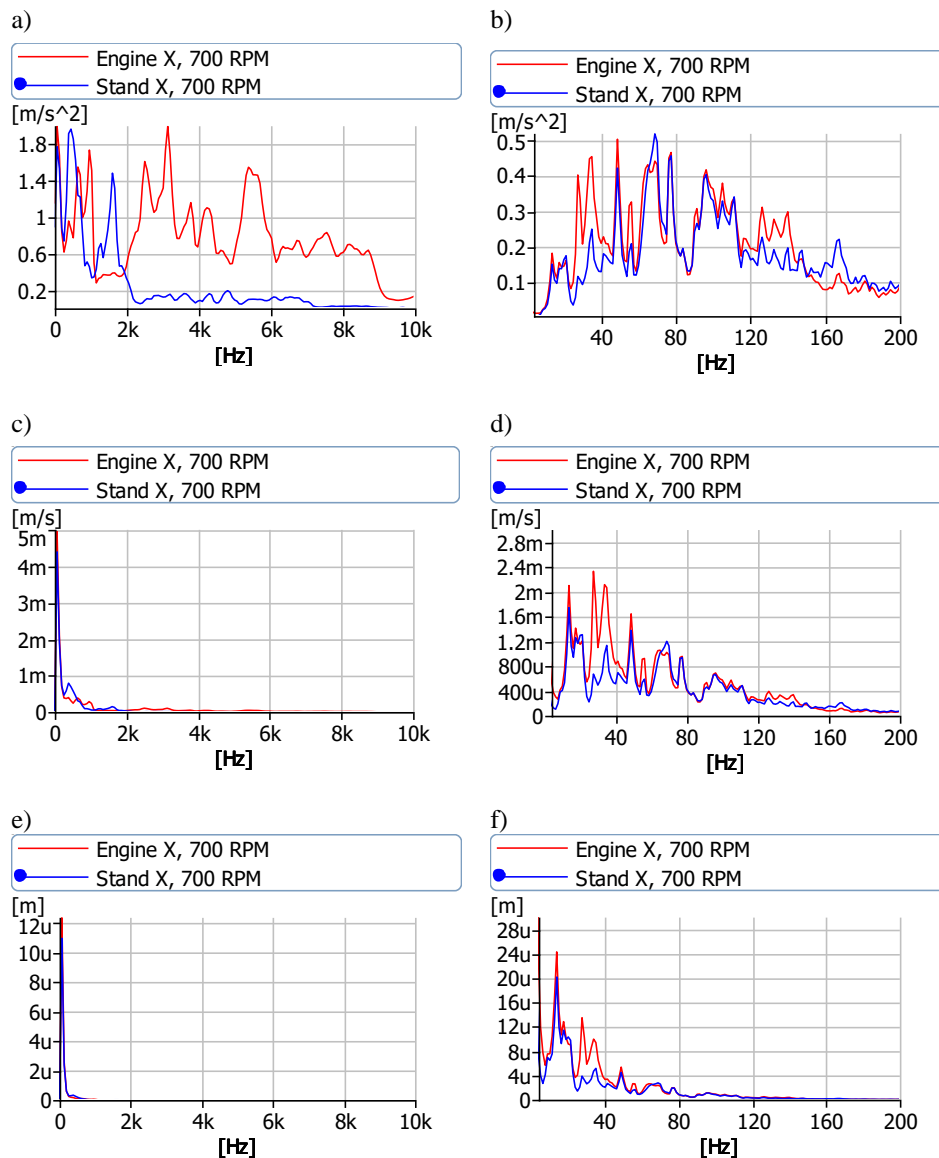 a)
Engine X, 700 RPM
Stand X, 700 RPM
[m/s^2]
1.8
1.4
1
0.6
0.2
0 2k 4k 6k 8k 10k
[Hz]
b)
Engine X, 700 RPM
Stand X, 700 RPM
[m/s^2]
0.5
0.4
0.3
0.2
0.1
40 80 120 160 200
[Hz]
c)
Engine X, 700 RPM
Stand X, 700 RPM
[m/s]
5m
4m
3m
2m
1m
0
0 2k 4k 6k 8k 10k
[Hz]
d)
Engine X, 700 RPM
Stand X, 700 RPM
[m/s]
2.8m
2.4m
2m
1.6m
1.2m
800u
400u
0
40 80 120 160 200
[Hz]
e)
Engine X, 700 RPM
Stand X, 700 RPM
[m]
12u
10u
8u
6u
4u
2u
0
0 2k 4k 6k 8k 10k
[Hz]
f)
Engine X, 700 RPM
Stand X, 700 RPM
[m]
28u
24u
20u
16u
12u
8u
4u
0
40 80 120 160 200
[Hz]